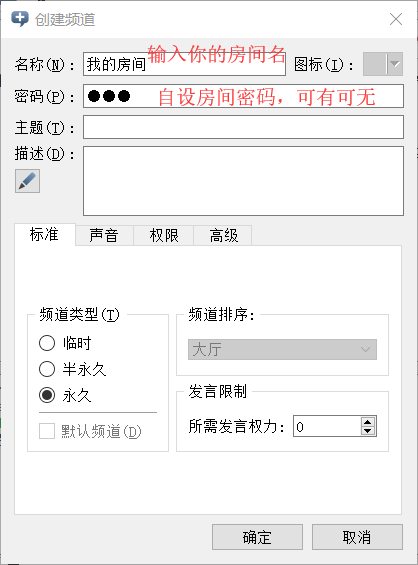 创建频道
输入你的房间名
名称(N)： 我的房间 图标(I)：
密码(P)： ●●● 自设房间密码，可有可无
主题(T)：
描述(D)：
标准 声音 权限 高级
频道类型(T) 频道排序：
临时 大厅
半永久
永久 发言限制
默认频道(D) 所需发言权力： 0
确定 取消